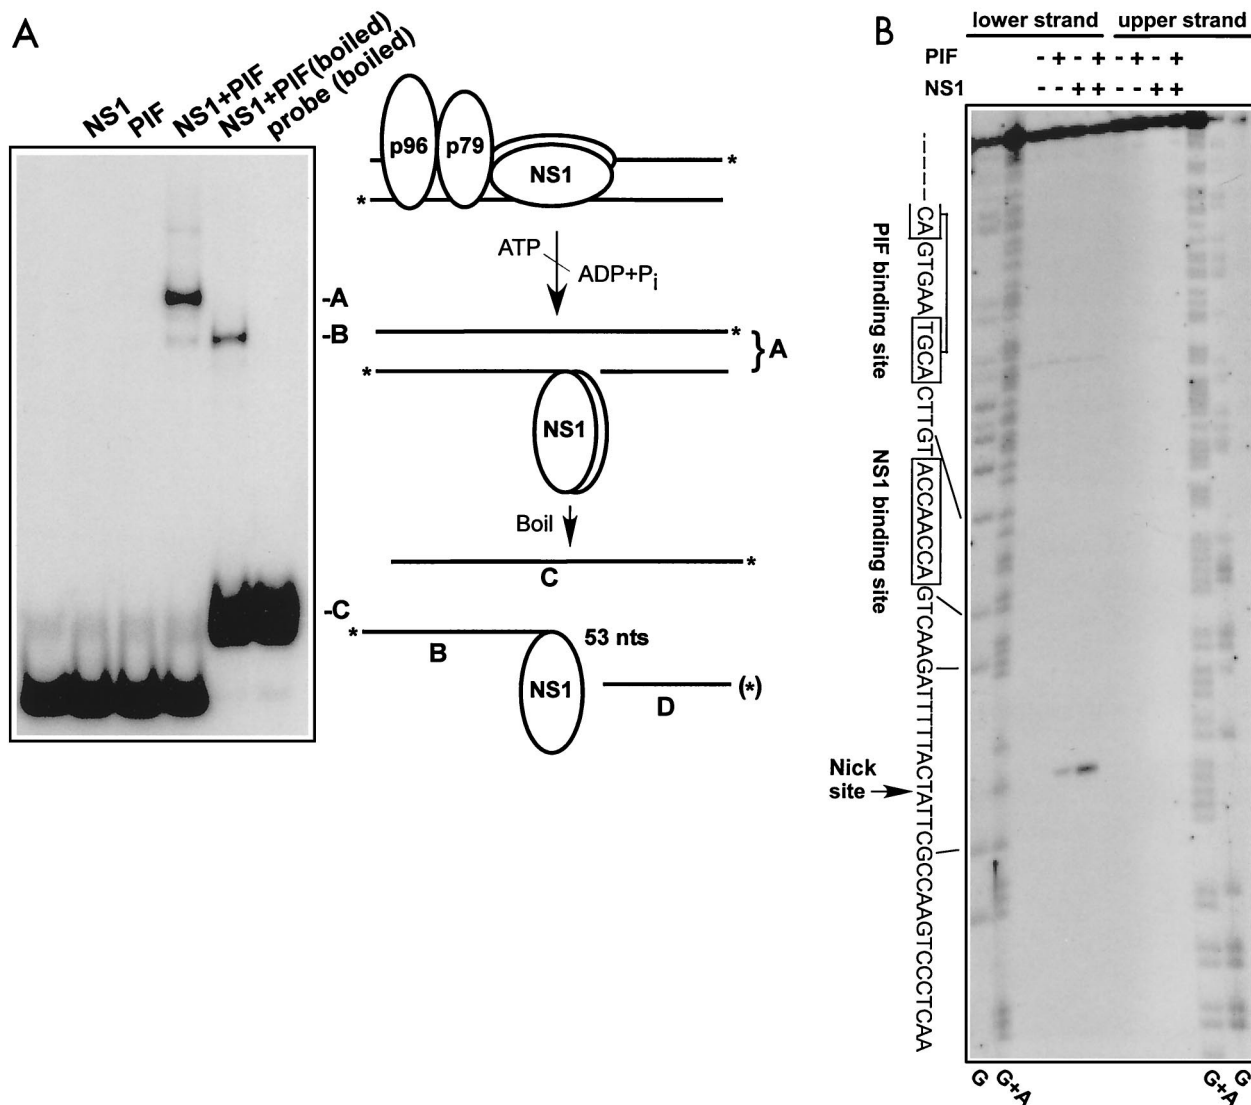 A
NS1
PIF
NS1+PIF
NS1+PIF(boiled)
probe (boiled)
-A
-B
-C
p96
p79
NS1
*
*
ATP
ADP+Pi
*
} A
*
NS1
Boil
*
C
*
53 nts
B
NS1
D
(*)
B
lower strand
upper strand
PIF
- + - + - + - +
NS1
- - + + - - + +
PIF binding site
NS1 binding site
-----CAGTGAATGCACTTGTACCAACCAGTCAAGATTTTTACTATTCGCCAAGTCCCTCAA
Nick
site
G
G+A
G+A
G